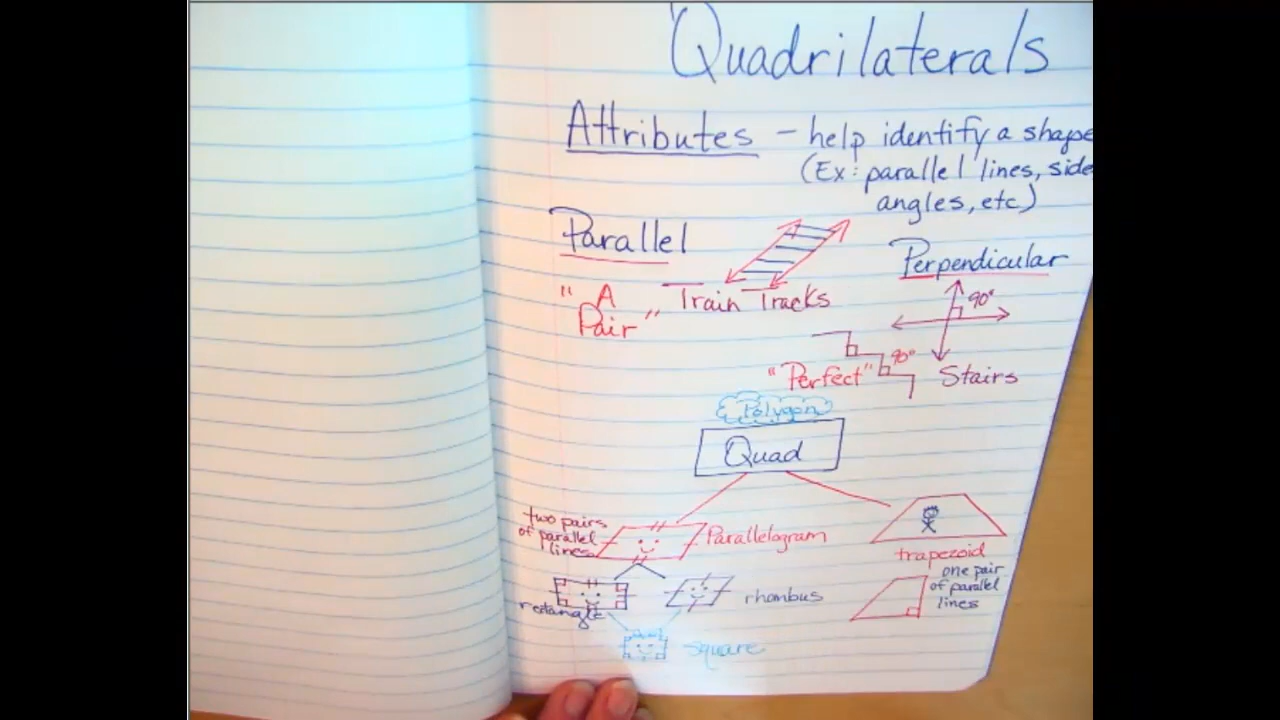 Quadrilaterals
Attributes - help identify a shape
(Ex: parallel lines, side
angles, etc)
Parallel
Perpendicular
90°
" A
Pair "
Train Tracks
90°
"Perfect"
Stairs
Polygon
Quad
two pairs
of parallel
lines
Parallelogram
trapezoid
one pair
of parallel
lines
rectangle
rhombus
square